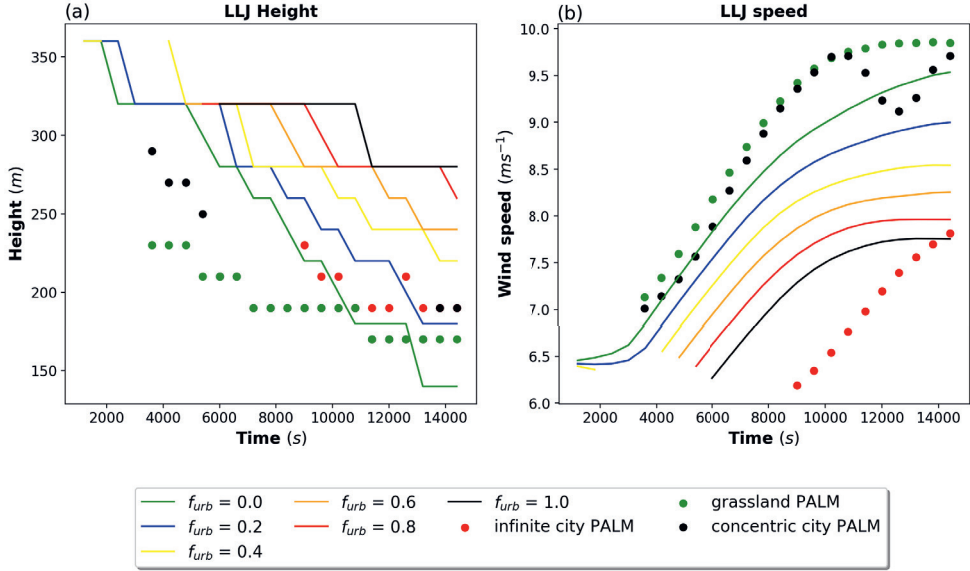 (a)
LLJ Height
350
300
250
200
150
Height (m)
2000 4000 6000 8000 10000 12000 14000
Time (s)
(b)
LLJ speed
10.0
9.5
9.0
8.5
8.0
7.5
7.0
6.5
6.0
Wind speed (ms⁻¹)
2000 4000 6000 8000 10000 12000 14000
Time (s)
f_urb = 0.0 f_urb = 0.6 f_urb = 1.0 grassland PALM
f_urb = 0.2 f_urb = 0.8 infinite city PALM concentric city PALM
f_urb = 0.4